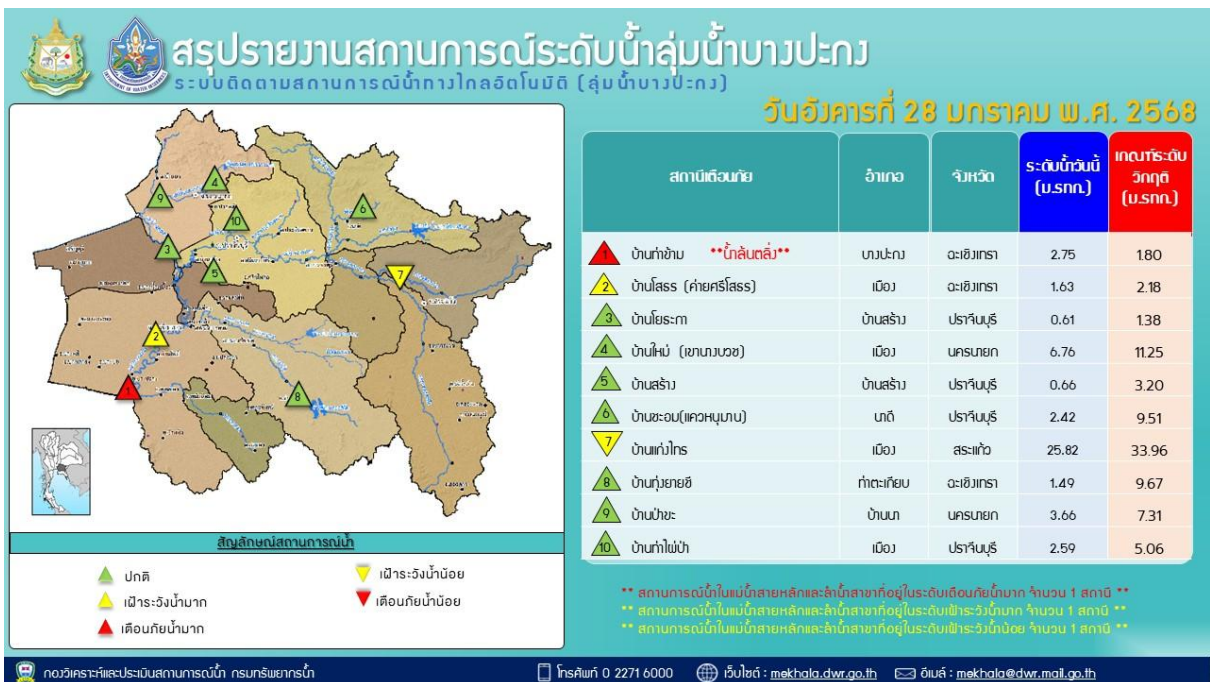 สรุปรายงานสถานการณ์ระดับน้ำลุ่มน้ำบางปะกง
ระบบติดตามสถานการณ์น้ำทางไกลอัตโนมัติ (ลุ่มน้ำบางปะกง)
วันอังคารที่ 28 มกราคม พ.ศ. 2568
สถานีเตือนภัย อำเภอ จังหวัด ระดับน้ำวันนี้ (ม.รทก.) เกณฑ์ระดับวิกฤติ (ม.รทก.)
1 บ้านท่าข้าม **น้ำล้นตลิ่ง** บางปะกง ฉะเชิงเทรา 2.75 1.80
2 บ้านโสธร (ค่ายศรีโสธร) เมือง ฉะเชิงเทรา 1.63 2.18
3 บ้านโยธะกา บ้านสร้าง ปราจีนบุรี 0.61 1.38
4 บ้านใหม่ (เขานางบวช) เมือง นครนายก 6.76 11.25
5 บ้านสร้าง บ้านสร้าง ปราจีนบุรี 0.66 3.20
6 บ้านชะอม(แควหนุมาน) นาดี ปราจีนบุรี 2.42 9.51
7 บ้านแก่งไทร เมือง สระแก้ว 25.82 33.96
8 บ้านทุ่งยายชี ท่าตะเกียบ ฉะเชิงเทรา 1.49 9.67
9 บ้านป่าขะ บ้านนา นครนายก 3.66 7.31
10 บ้านท่าไผ่ป่า เมือง ปราจีนบุรี 2.59 5.06
4
9
10
6
3
5
7
2
1
8
สัญลักษณ์สถานการณ์น้ำ
ปกติ
เฝ้าระวังน้ำมาก
เตือนภัยน้ำมาก
เฝ้าระวังน้ำน้อย
เตือนภัยน้ำน้อย
** สถานการณ์น้ำในแม่น้ำสายหลักและลำน้ำสาขาที่อยู่ในระดับเตือนภัยน้ำมาก จำนวน 1 สถานี **
** สถานการณ์น้ำในแม่น้ำสายหลักและลำน้ำสาขาที่อยู่ในระดับเฝ้าระวังน้ำมาก จำนวน 1 สถานี **
** สถานการณ์น้ำในแม่น้ำสายหลักและลำน้ำสาขาที่อยู่ในระดับเฝ้าระวังน้ำน้อย จำนวน 1 สถานี **
กองวิเคราะห์และประเมินสถานการณ์น้ำ กรมทรัพยากรน้ำ
โทรศัพท์ 0 2271 6000 เว็บไซต์ : mekhala.dwr.go.th อีเมล์ : mekhala@dwr.mail.go.th